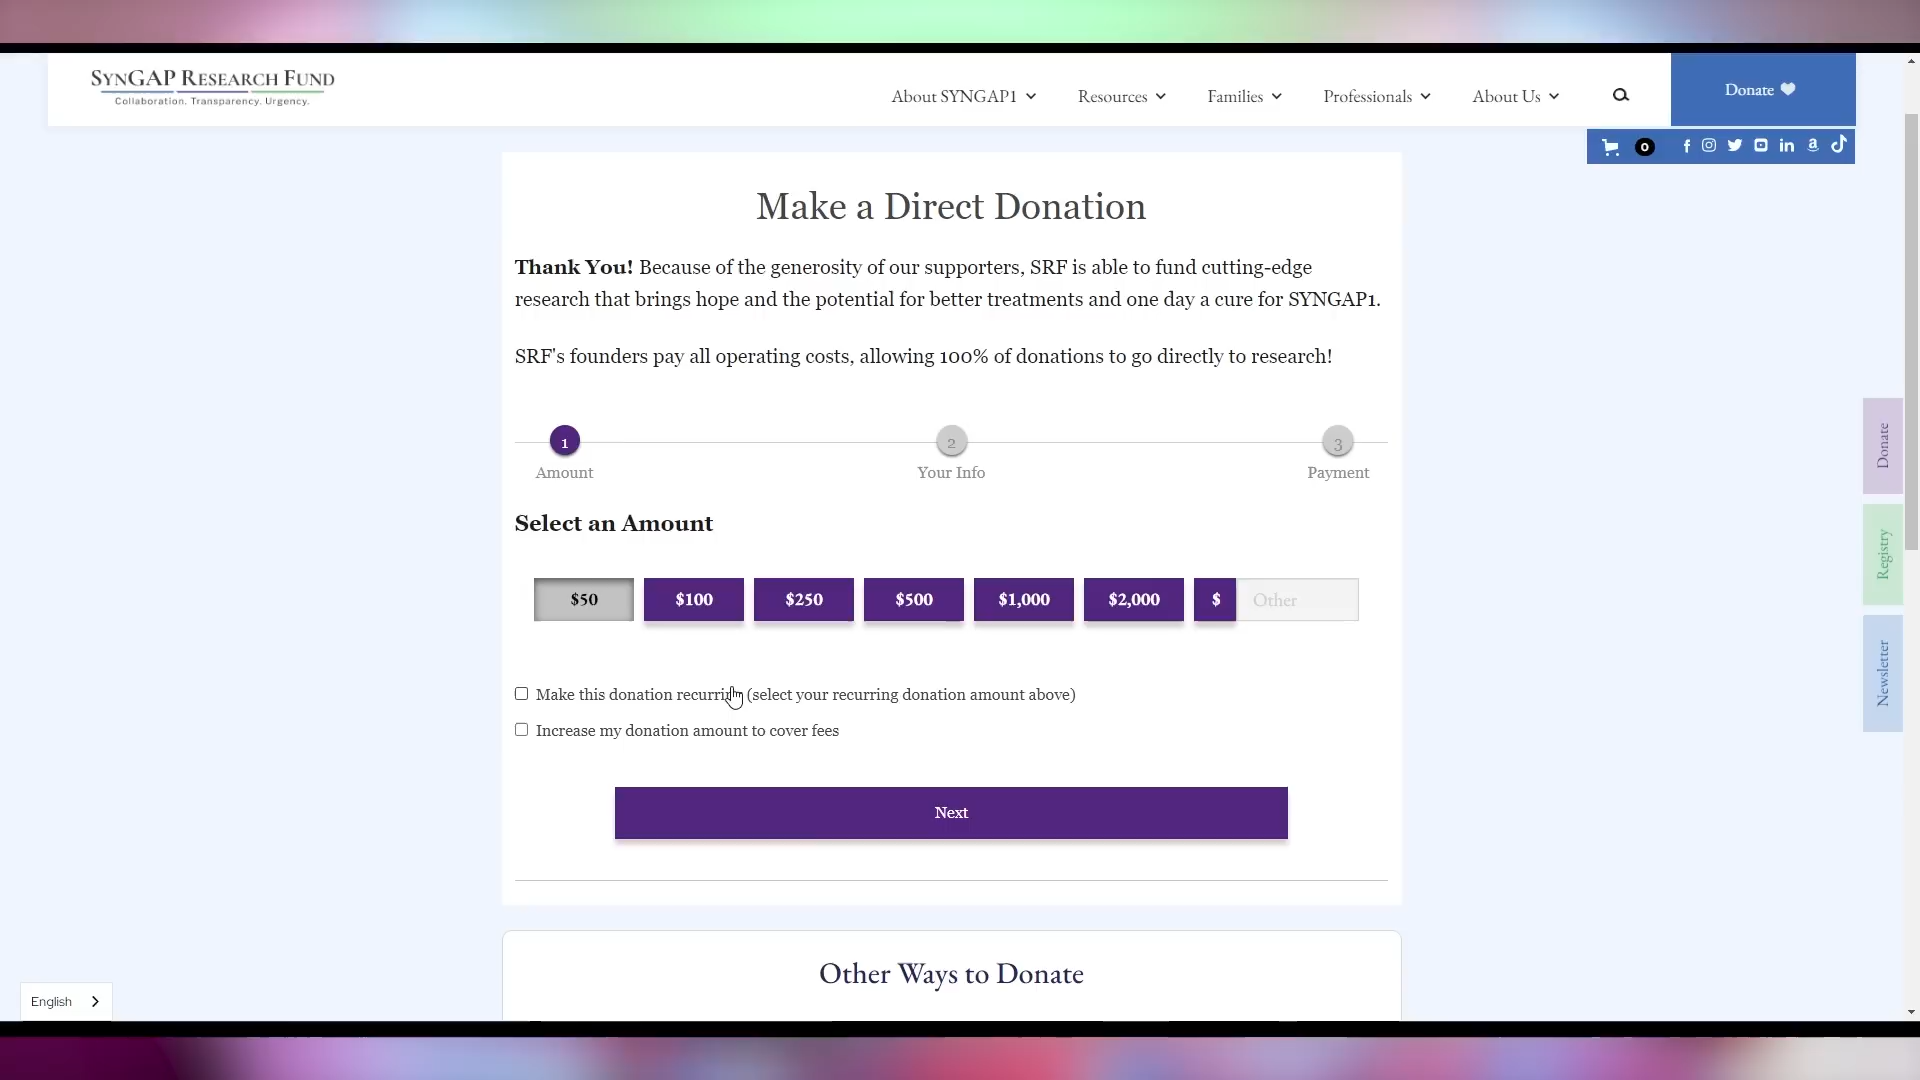 SYNGAP RESEARCH FUND
Collaboration. Transparency. Urgency.
About SYNGAP1
Resources
Families
Professionals
About Us
Donate
0
Make a Direct Donation
Thank You! Because of the generosity of our supporters, SRF is able to fund cutting-edge
research that brings hope and the potential for better treatments and one day a cure for SYNGAP1.
SRF's founders pay all operating costs, allowing 100% of donations to go directly to research!
1
2
3
Amount
Your Info
Payment
Select an Amount
$50
$100
$250
$500
$1,000
$2,000
$
Other
Make this donation recurring (select your recurring donation amount above)
Increase my donation amount to cover fees
Next
Other Ways to Donate
Donate
Registry
Newsletter
English